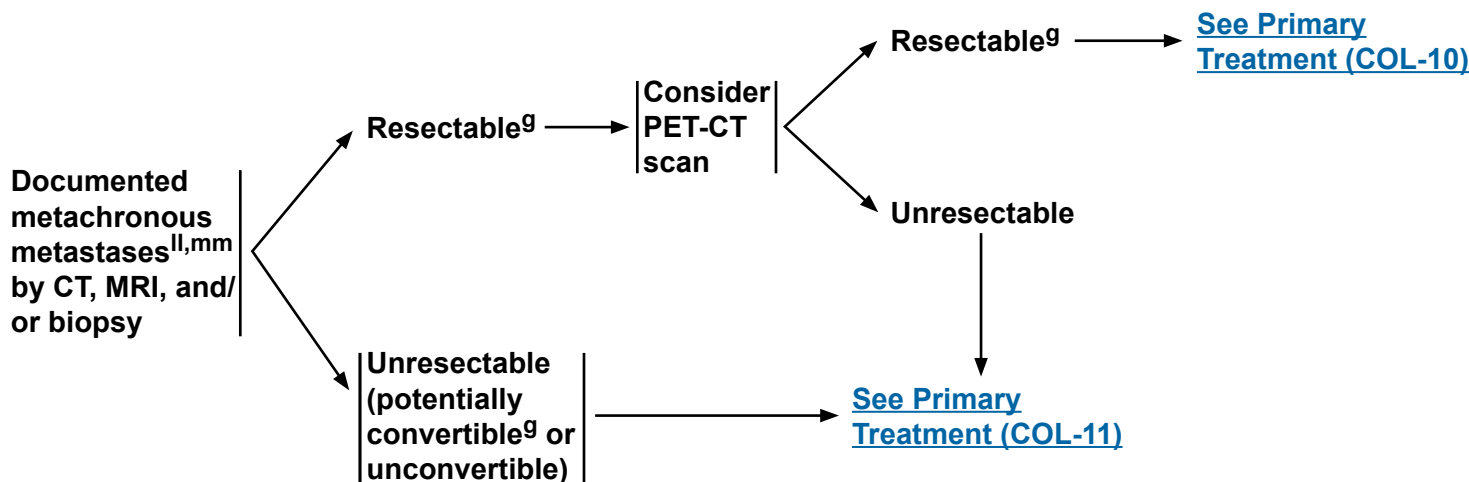 Documented
metachronous
metastases^ll,mm
by CT, MRI, and/
or biopsy
Resectable^g
Consider
PET-CT
scan
Resectable^g
See Primary
Treatment (COL-10)
Unresectable
Unresectable
(potentially
convertible^g or
unconvertible)
See Primary
Treatment (COL-11)